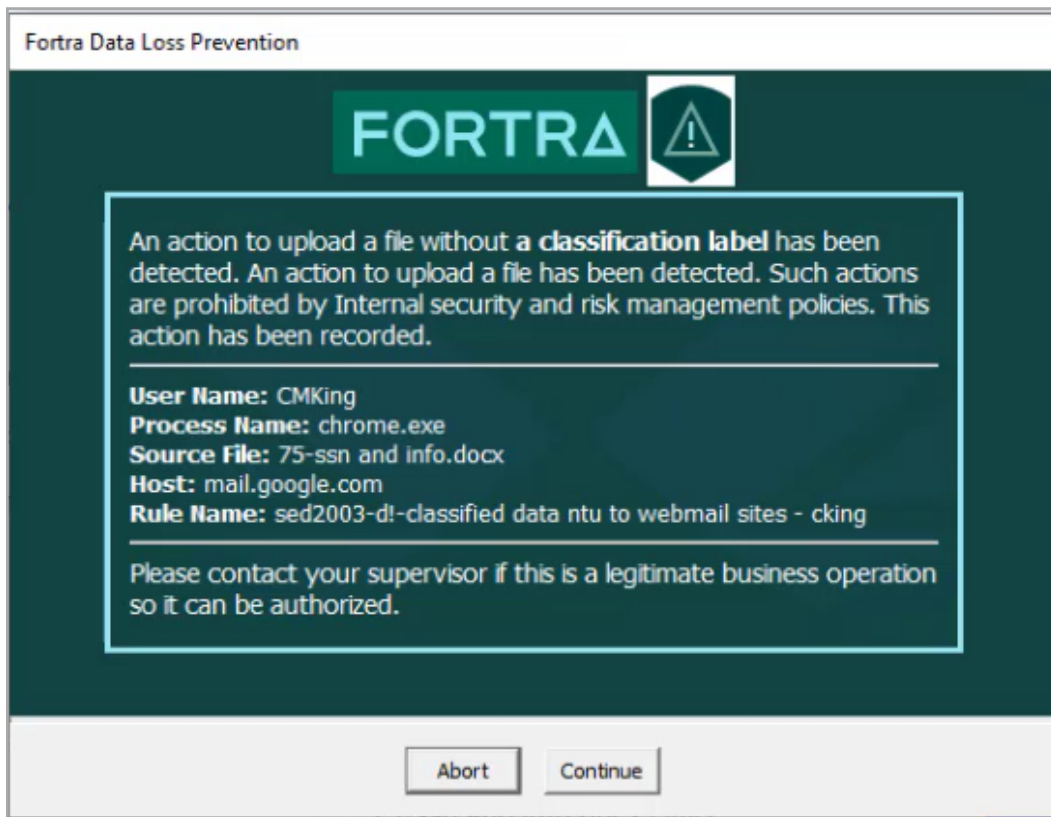 Fortra Data Loss Prevention
FORTRA
An action to upload a file without a classification label has been
detected. An action to upload a file has been detected. Such actions
are prohibited by Internal security and risk management policies. This
action has been recorded.
User Name: CMKing
Process Name: chrome.exe
Source File: 75-ssn and info.docx
Host: mail.google.com
Rule Name: sed2003-d!-classified data ntu to webmail sites - cking
Please contact your supervisor if this is a legitimate business operation
so it can be authorized.
Abort Continue